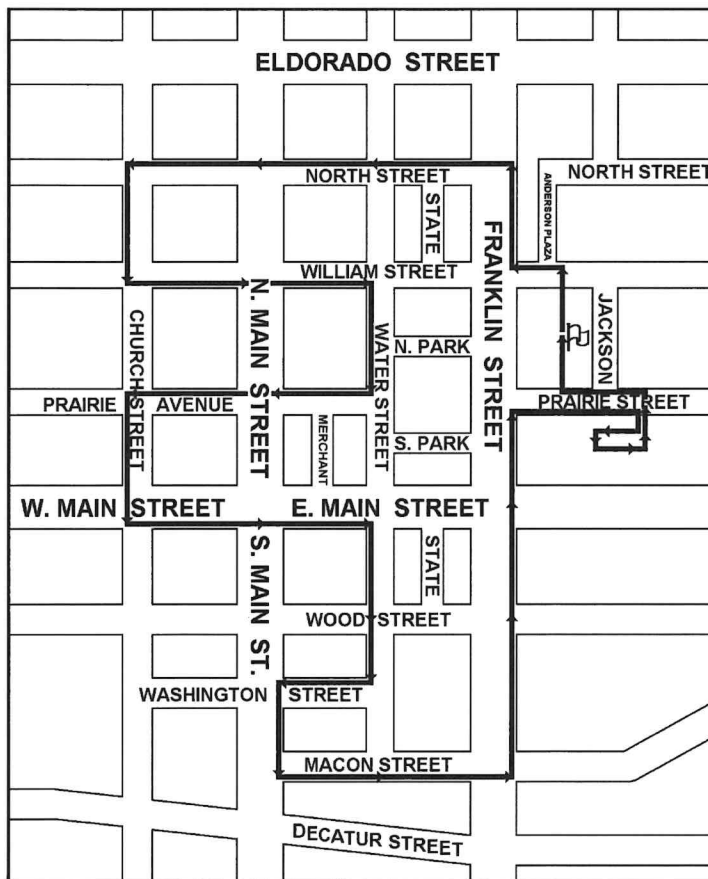 ELDORADO STREET
NORTH STREET
NORTH STREET
STATE
ANDERSON PLAZA
FRANKLIN STREET
WILLIAM STREET
N. MAIN STREET
CHURCH STREET
WATER STREET
N. PARK
JACKSON
PRAIRIE AVENUE
PRAIRIE STREET
MERCHANT
S. PARK
W. MAIN STREET
E. MAIN STREET
S. MAIN ST.
STATE
WOOD STREET
WASHINGTON STREET
MACON STREET
DECATUR STREET